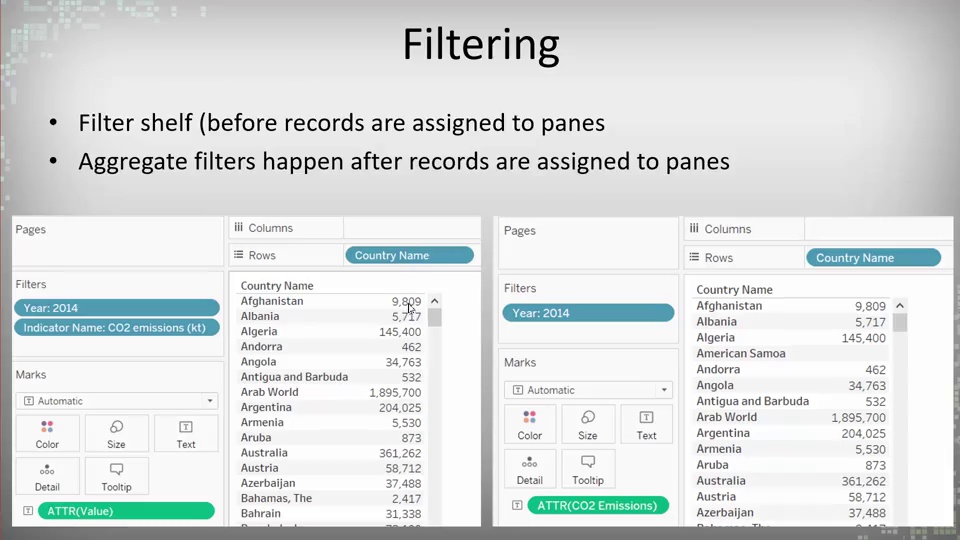 Filtering
• Filter shelf (before records are assigned to panes
• Aggregate filters happen after records are assigned to panes
Pages
Columns
Rows
Country Name
Filters
Year: 2014
Indicator Name: CO2 emissions (kt)
Marks
Automatic
Color
Size
Text
Detail
Tooltip
ATTR(Value)
Country Name
Afghanistan 9,809
Albania 5,717
Algeria 145,400
Andorra 462
Angola 34,763
Antigua and Barbuda 532
Arab World 1,895,700
Argentina 204,025
Armenia 5,530
Aruba 873
Australia 361,262
Austria 58,712
Azerbaijan 37,488
Bahamas, The 2,417
Bahrain 31,338
Pages
Columns
Rows
Country Name
Filters
Year: 2014
Marks
Automatic
Color
Size
Text
Detail
Tooltip
ATTR(CO2 Emissions)
Country Name
Afghanistan 9,809
Albania 5,717
Algeria 145,400
American Samoa
Andorra 462
Angola 34,763
Antigua and Barbuda 532
Arab World 1,895,700
Argentina 204,025
Armenia 5,530
Aruba 873
Australia 361,262
Austria 58,712
Azerbaijan 37,488